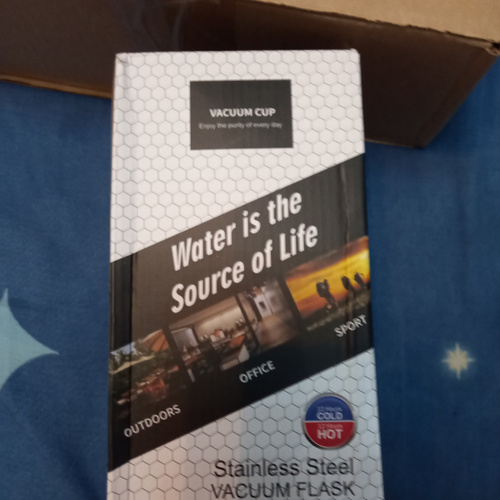 VACUUM CUP
Enjoy the purity of every day
Water is the
Source of Life
OUTDOORS
OFFICE
SPORT
COLD
HOT
Stainless Steel
VACUUM FLASK